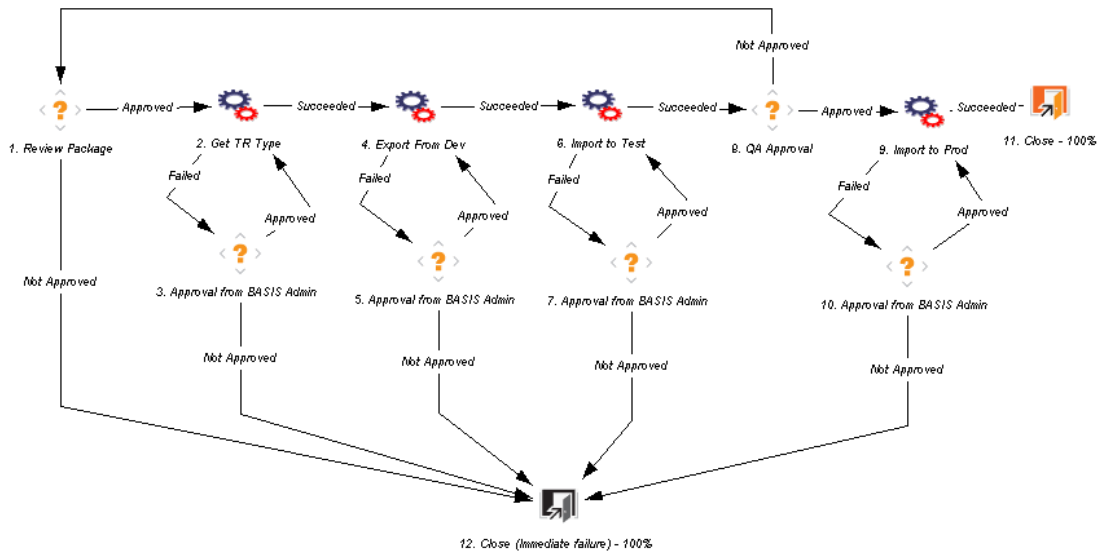 Not Approved
Approved
Succeeded
Succeeded
Succeeded
Approved
Succeeded
1. Review Package
2. Get TR Type
4. Export From Dev
6. Import to Test
8. QA Approval
9. Import to Prod
11. Close - 100%
Failed
Approved
Failed
Approved
Failed
Approved
Failed
Approved
Not Approved
3. Approval from BASIS Admin
5. Approval from BASIS Admin
7. Approval from BASIS Admin
10. Approval from BASIS Admin
Not Approved
Not Approved
Not Approved
Not Approved
12. Close (Immediate failure) - 100%